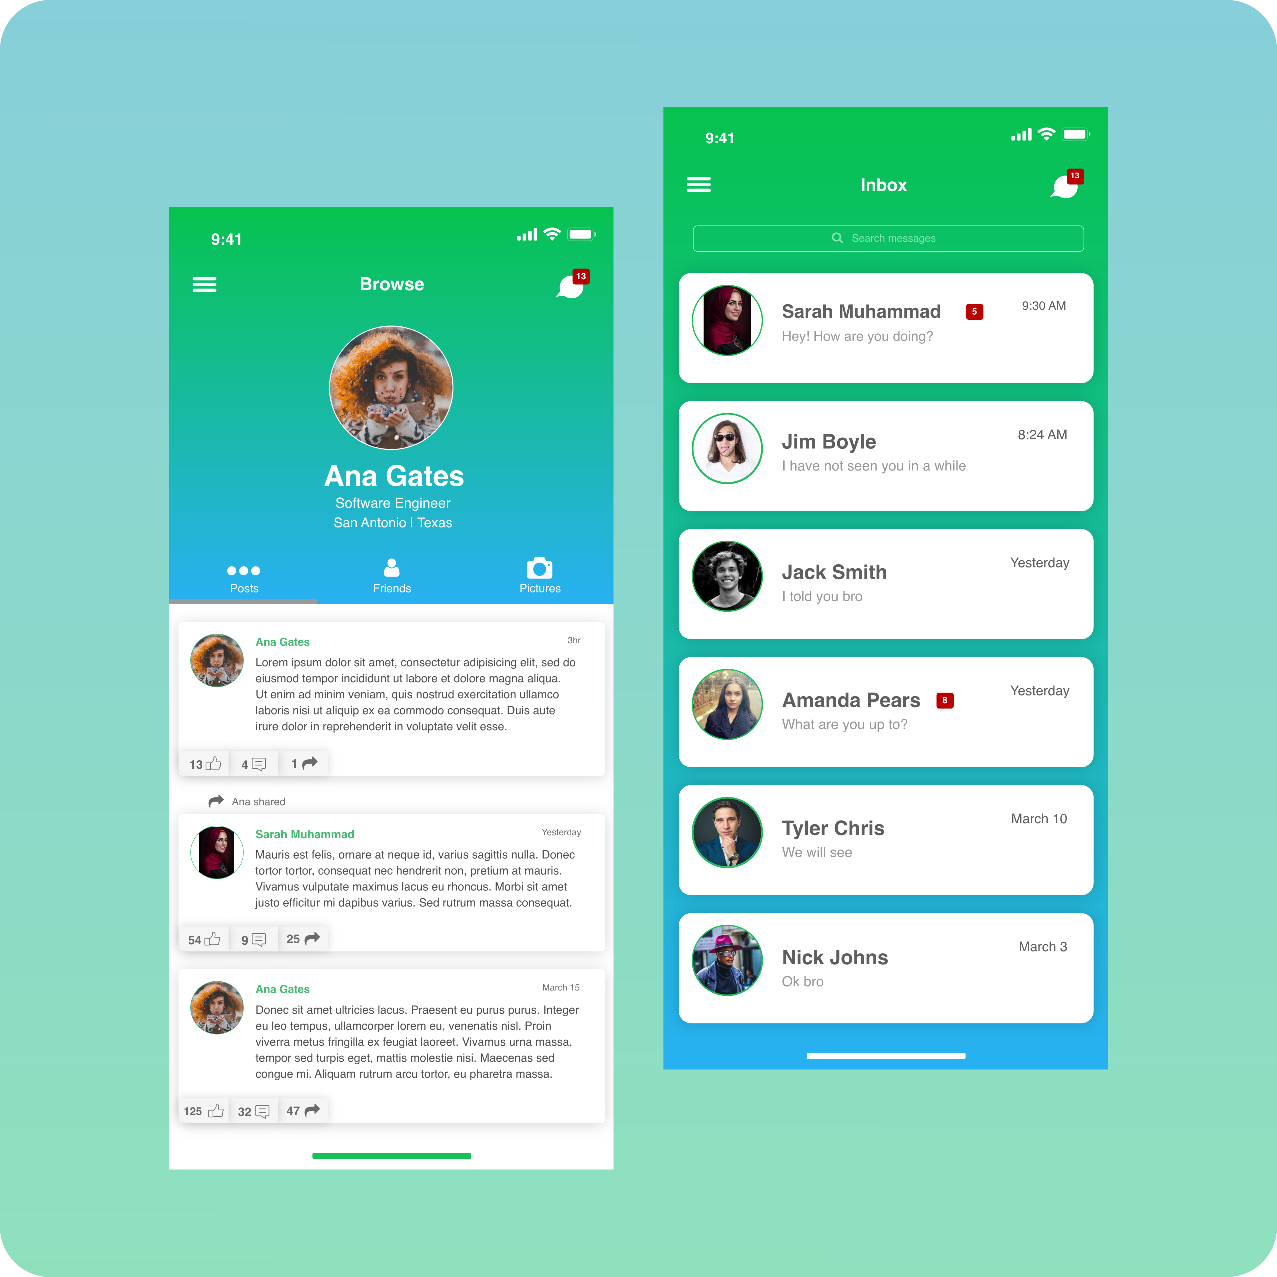 9:41
Browse
13
Ana Gates
Software Engineer
San Antonio | Texas
Posts
Friends
Pictures
Ana Gates
3hr
Lorem ipsum dolor sit amet, consectetur adipisicing elit, sed do
eiusmod tempor incididunt ut labore et dolore magna aliqua.
Ut enim ad minim veniam, quis nostrud exercitation ullamco
laboris nisi ut aliquip ex ea commodo consequat. Duis aute
irure dolor in reprehenderit in voluptate velit esse.
13
4
1
Ana shared
Sarah Muhammad
Yesterday
Mauris est felis, ornare at neque id, varius sagittis nulla. Donec
tortor tortor, consequat nec hendrerit non, pretium at mauris.
Vivamus vulputate maximus lacus eu rhoncus. Morbi sit amet
justo efficitur mi dapibus varius. Sed rutrum massa consequat.
54
9
25
Ana Gates
March 15
Donec sit amet ultricies lacus. Praesent eu purus purus. Integer
eu leo tempus, ullamcorper lorem eu, venenatis nisl. Proin
viverra metus fringilla ex feugiat laoreet. Vivamus urna massa,
tempor sed turpis eget, mattis molestie nisi. Maecenas sed
congue mi. Aliquam rutrum arcu tortor, eu pharetra massa.
125
32
47
9:41
Inbox
13
Search messages
Sarah Muhammad
5
9:30 AM
Hey! How are you doing?
Jim Boyle
8:24 AM
I have not seen you in a while
Jack Smith
Yesterday
I told you bro
Amanda Pears
8
Yesterday
What are you up to?
Tyler Chris
March 10
We will see
Nick Johns
March 3
Ok bro